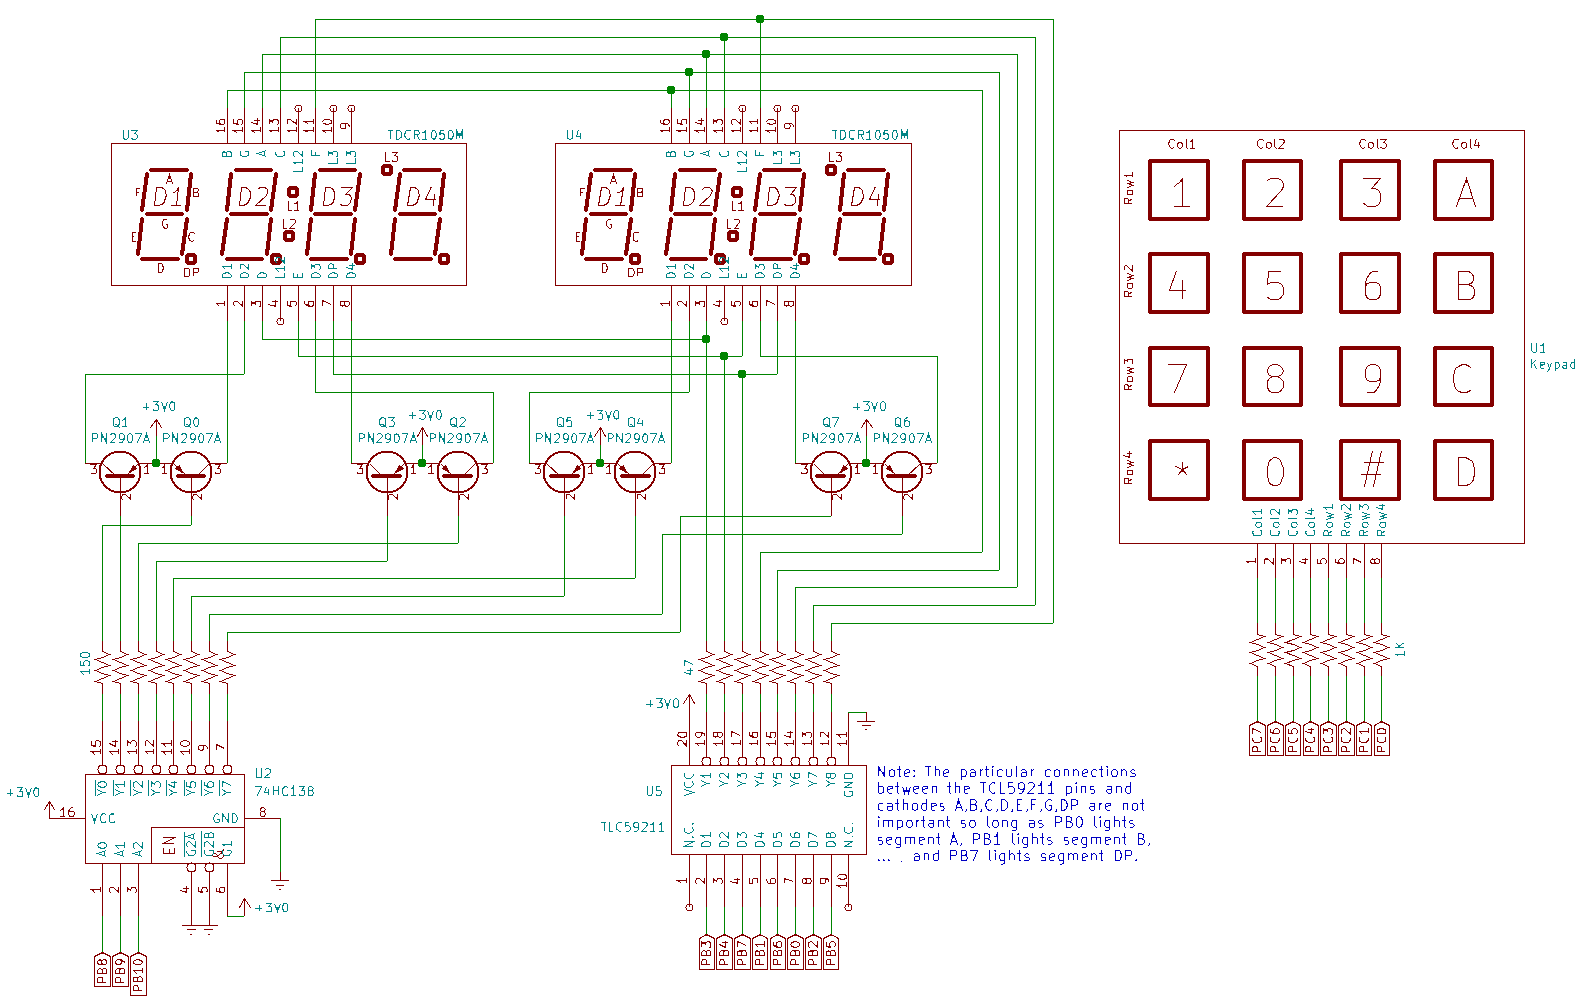 U3
TDCR1050M
16
15
14
13
12
11
10
9
B
G
A
C
L12
F
L3
L3
L3
D1
D2
D3
D4
A
F
B
G
E
C
D
DP
L1
L2
D1
D2
D
L12
E
D3
DP
D4
1
2
3
4
5
6
7
8
U4
TDCR1050M
16
15
14
13
12
11
10
9
B
G
A
C
L12
F
L3
L3
L3
D1
D2
D3
D4
A
F
B
G
E
C
D
DP
L1
L2
D1
D2
D
L12
E
D3
DP
D4
1
2
3
4
5
6
7
8
Col1
Col2
Col3
Col4
Row1
1
2
3
A
Row2
4
5
6
B
Row3
7
8
9
C
Row4
*
0
#
D
U1
Keypad
Col1
Col2
Col3
Col4
Row1
Row2
Row3
Row4
1
2
3
4
5
6
7
8
1K
PC7
PC6
PC5
PC4
PC3
PC2
PC1
PC0
+3V0
Q1
Q0
PN2907A
PN2907A
3
1
1
3
2
2
+3V0
Q3
Q2
PN2907A
PN2907A
3
1
1
3
2
2
+3V0
Q5
Q4
PN2907A
PN2907A
3
1
1
3
2
2
+3V0
Q7
Q6
PN2907A
PN2907A
3
1
1
3
2
2
150
15
14
13
12
11
10
9
7
U2
74HC138
+3V0
16
VCC
GND
8
Y0
Y1
Y2
Y3
Y4
Y5
Y6
Y7
A0
A1
A2
EN
G2A
G2B
G1
1
2
3
4
5
6
+3V0
PB8
PB9
PB10
47
+3V0
20
19
18
17
16
15
14
13
12
11
U5
TLC59211
VCC
Y1
Y2
Y3
Y4
Y5
Y6
Y7
Y8
GND
N.C.
D1
D2
D3
D4
D5
D6
D7
D8
N.C.
1
2
3
4
5
6
7
8
9
10
PB3
PB4
PB7
PB1
PB6
PB0
PB2
PB5
Note: The particular connections
between the TCL59211 pins and
cathodes A,B,C,D,E,F,G,DP are not
important so long as PB0 lights
segment A, PB1 lights segment B,
... , and PB7 lights segment DP.